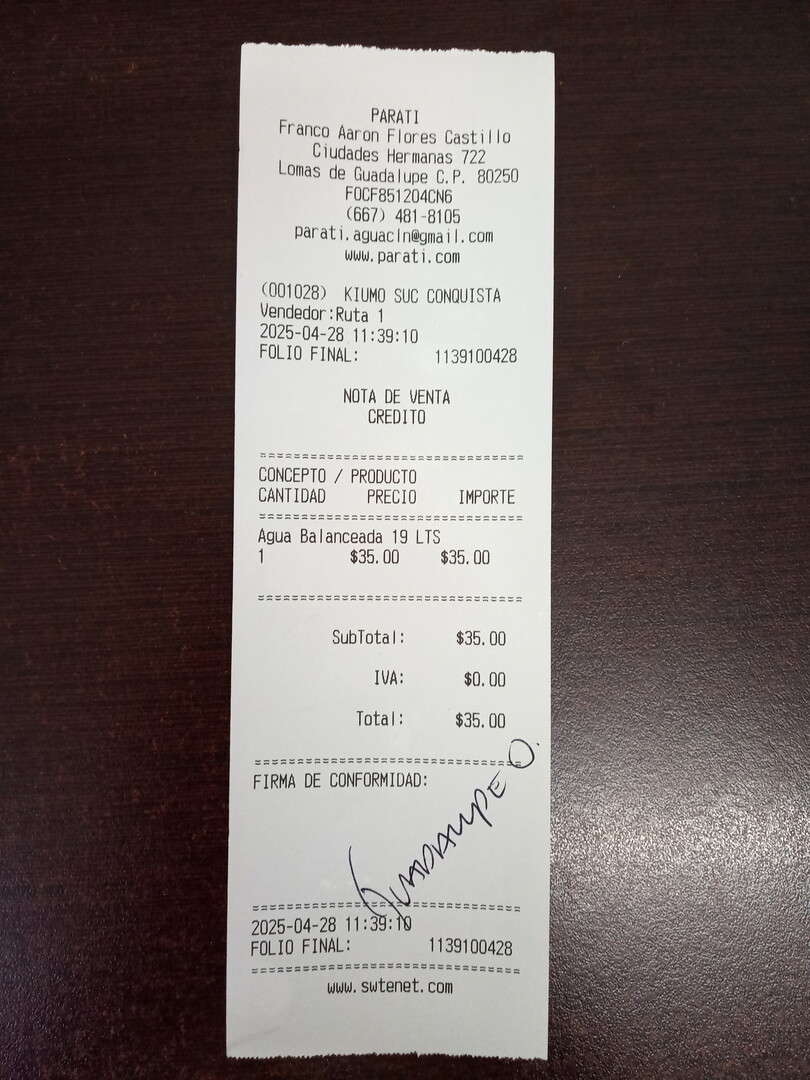 PARATI
Franco Aaron Flores Castillo
Ciudades Hermanas 722
Lomas de Guadalupe C.P. 80250
FOCF851204CN6
(667) 481-8105
parati.aguacln@gmail.com
www.parati.com
(001028) KIUMO SUC CONQUISTA
Vendedor:Ruta 1
2025-04-28 11:39:10
FOLIO FINAL: 1139100428
NOTA DE VENTA
CREDITO
================================
CONCEPTO / PRODUCTO
CANTIDAD PRECIO IMPORTE
================================
Agua Balanceada 19 LTS
1 $35.00 $35.00
================================
SubTotal: $35.00
IVA: $0.00
Total: $35.00
================================
FIRMA DE CONFORMIDAD:
GUADALUPE O.
================================
2025-04-28 11:39:10
FOLIO FINAL: 1139100428
================================
www.swtenet.com